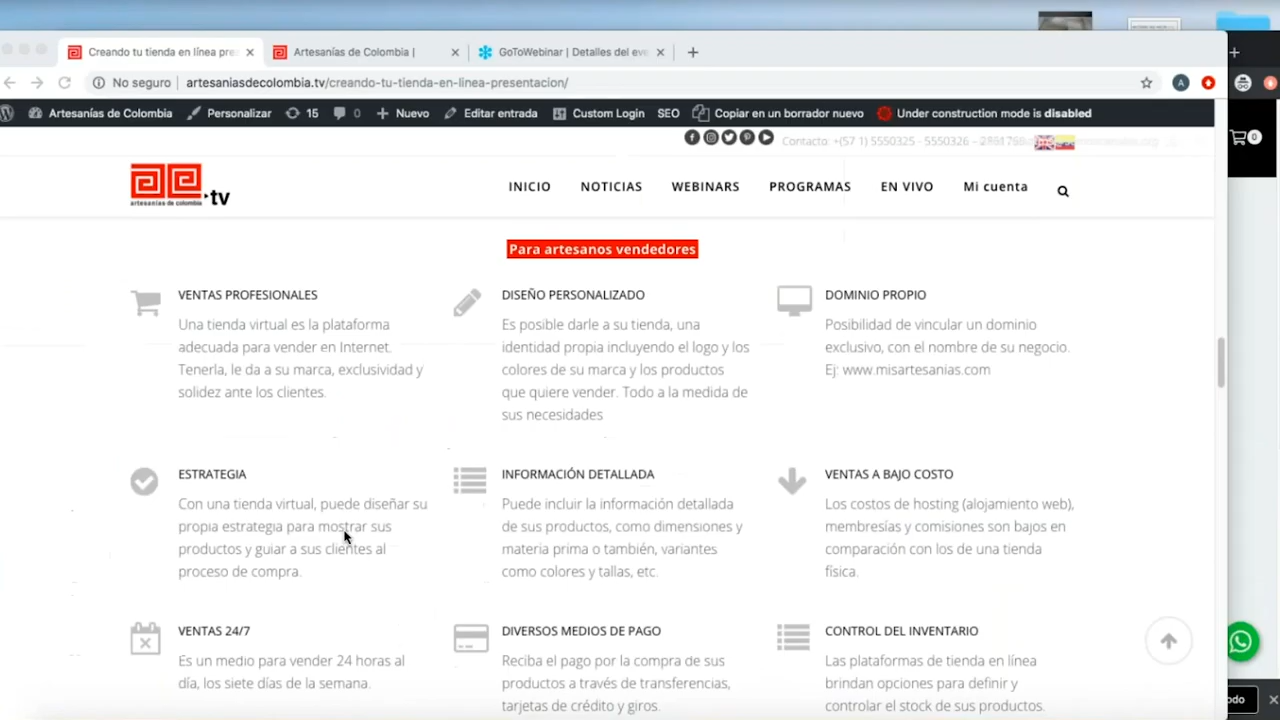 Creando tu tienda en línea pre
Artesanías de Colombia |
GoToWebinar | Detalles del eve
No seguro
artesaniasdecolombia.tv/creando-tu-tienda-en-linea-presentacion/
A
Artesanías de Colombia
Personalizar
15
0
Nuevo
Editar entrada
Custom Login
SEO
Copiar en un borrador nuevo
Under construction mode is disabled
Contacto: +(57 1) 5550325 - 5550326 -
0
artesanías de colombia
tv
INICIO
NOTICIAS
WEBINARS
PROGRAMAS
EN VIVO
Mi cuenta
Para artesanos vendedores
VENTAS PROFESIONALES
Una tienda virtual es la plataforma
adecuada para vender en Internet.
Tenerla, le da a su marca, exclusividad y
solidez ante los clientes.
DISEÑO PERSONALIZADO
Es posible darle a su tienda, una
identidad propia incluyendo el logo y los
colores de su marca y los productos
que quiere vender. Todo a la medida de
sus necesidades
DOMINIO PROPIO
Posibilidad de vincular un dominio
exclusivo, con el nombre de su negocio.
Ej: www.misartesanias.com
ESTRATEGIA
Con una tienda virtual, puede diseñar su
propia estrategia para mostrar sus
productos y guiar a sus clientes al
proceso de compra.
INFORMACIÓN DETALLADA
Puede incluir la información detallada
de sus productos, como dimensiones y
materia prima o también, variantes
como colores y tallas, etc.
VENTAS A BAJO COSTO
Los costos de hosting (alojamiento web),
membresías y comisiones son bajos en
comparación con los de una tienda
física.
VENTAS 24/7
Es un medio para vender 24 horas al
día, los siete días de la semana.
DIVERSOS MEDIOS DE PAGO
Reciba el pago por la compra de sus
productos a través de transferencias,
tarjetas de crédito y giros.
CONTROL DEL INVENTARIO
Las plataformas de tienda en línea
brindan opciones para definir y
controlar el stock de sus productos.
odo